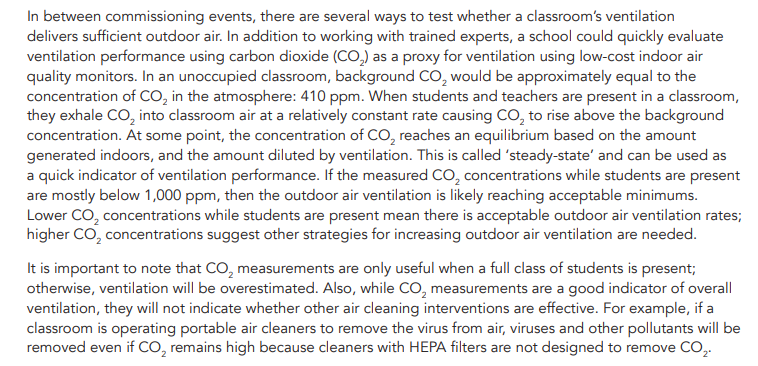 In between commissioning events, there are several ways to test whether a classroom’s ventilation
delivers sufficient outdoor air. In addition to working with trained experts, a school could quickly evaluate
ventilation performance using carbon dioxide (CO₂) as a proxy for ventilation using low-cost indoor air
quality monitors. In an unoccupied classroom, background CO₂ would be approximately equal to the
concentration of CO₂ in the atmosphere: 410 ppm. When students and teachers are present in a classroom,
they exhale CO₂ into classroom air at a relatively constant rate causing CO₂ to rise above the background
concentration. At some point, the concentration of CO₂ reaches an equilibrium based on the amount
generated indoors, and the amount diluted by ventilation. This is called ‘steady-state’ and can be used as
a quick indicator of ventilation performance. If the measured CO₂ concentrations while students are present
are mostly below 1,000 ppm, then the outdoor air ventilation is likely reaching acceptable minimums.
Lower CO₂ concentrations while students are present mean there is acceptable outdoor air ventilation rates;
higher CO₂ concentrations suggest other strategies for increasing outdoor air ventilation are needed.
It is important to note that CO₂ measurements are only useful when a full class of students is present;
otherwise, ventilation will be overestimated. Also, while CO₂ measurements are a good indicator of overall
ventilation, they will not indicate whether other air cleaning interventions are effective. For example, if a
classroom is operating portable air cleaners to remove the virus from air, viruses and other pollutants will be
removed even if CO₂ remains high because cleaners with HEPA filters are not designed to remove CO₂.